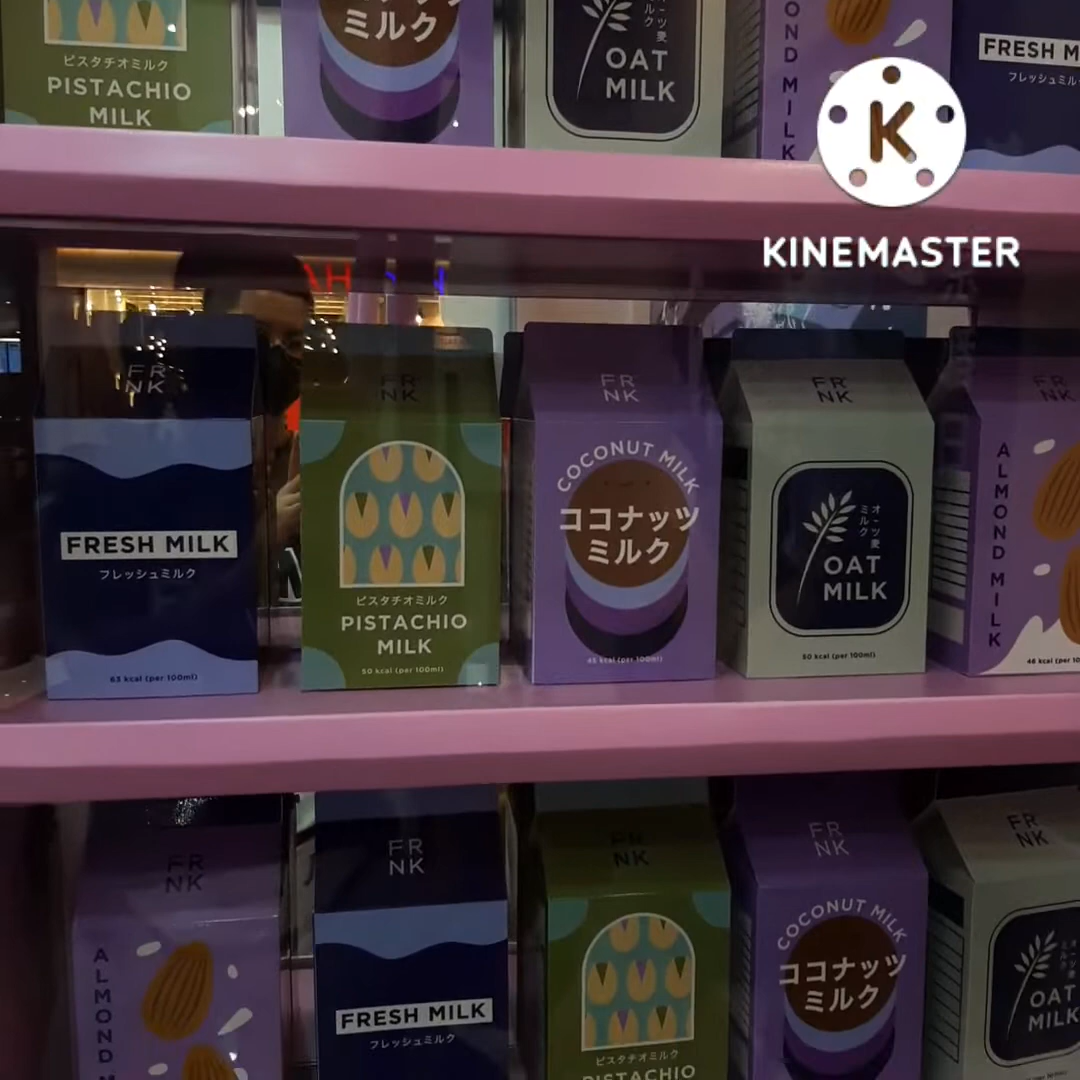 ピスタチオミルク
PISTACHIO
MILK
ミルク
オーツ麦
ミルク
OAT
MILK
MILK
FRESH
フレッシュミルク
K
KINEMASTER
FR
NK
FRESH MILK
フレッシュミルク
63 kcal (per 100ml)
FR
NK
ピスタチオミルク
PISTACHIO
MILK
50 kcal (per 100ml)
FR
NK
COCONUT MILK
ココナッツ
ミルク
45 kcal (per 100ml)
FR
NK
オーツ麦
ミルク
OAT
MILK
50 kcal (per 100ml)
FR
NK
ALMOND MILK
46 kcal (per 100ml)
FR
NK
ALMOND
FR
NK
FRESH MILK
フレッシュミルク
FR
NK
ピスタチオミルク
PISTACHIO
FR
NK
COCONUT MILK
ココナッツ
ミルク
FR
NK
オーツ麦
ミルク
OAT
MILK